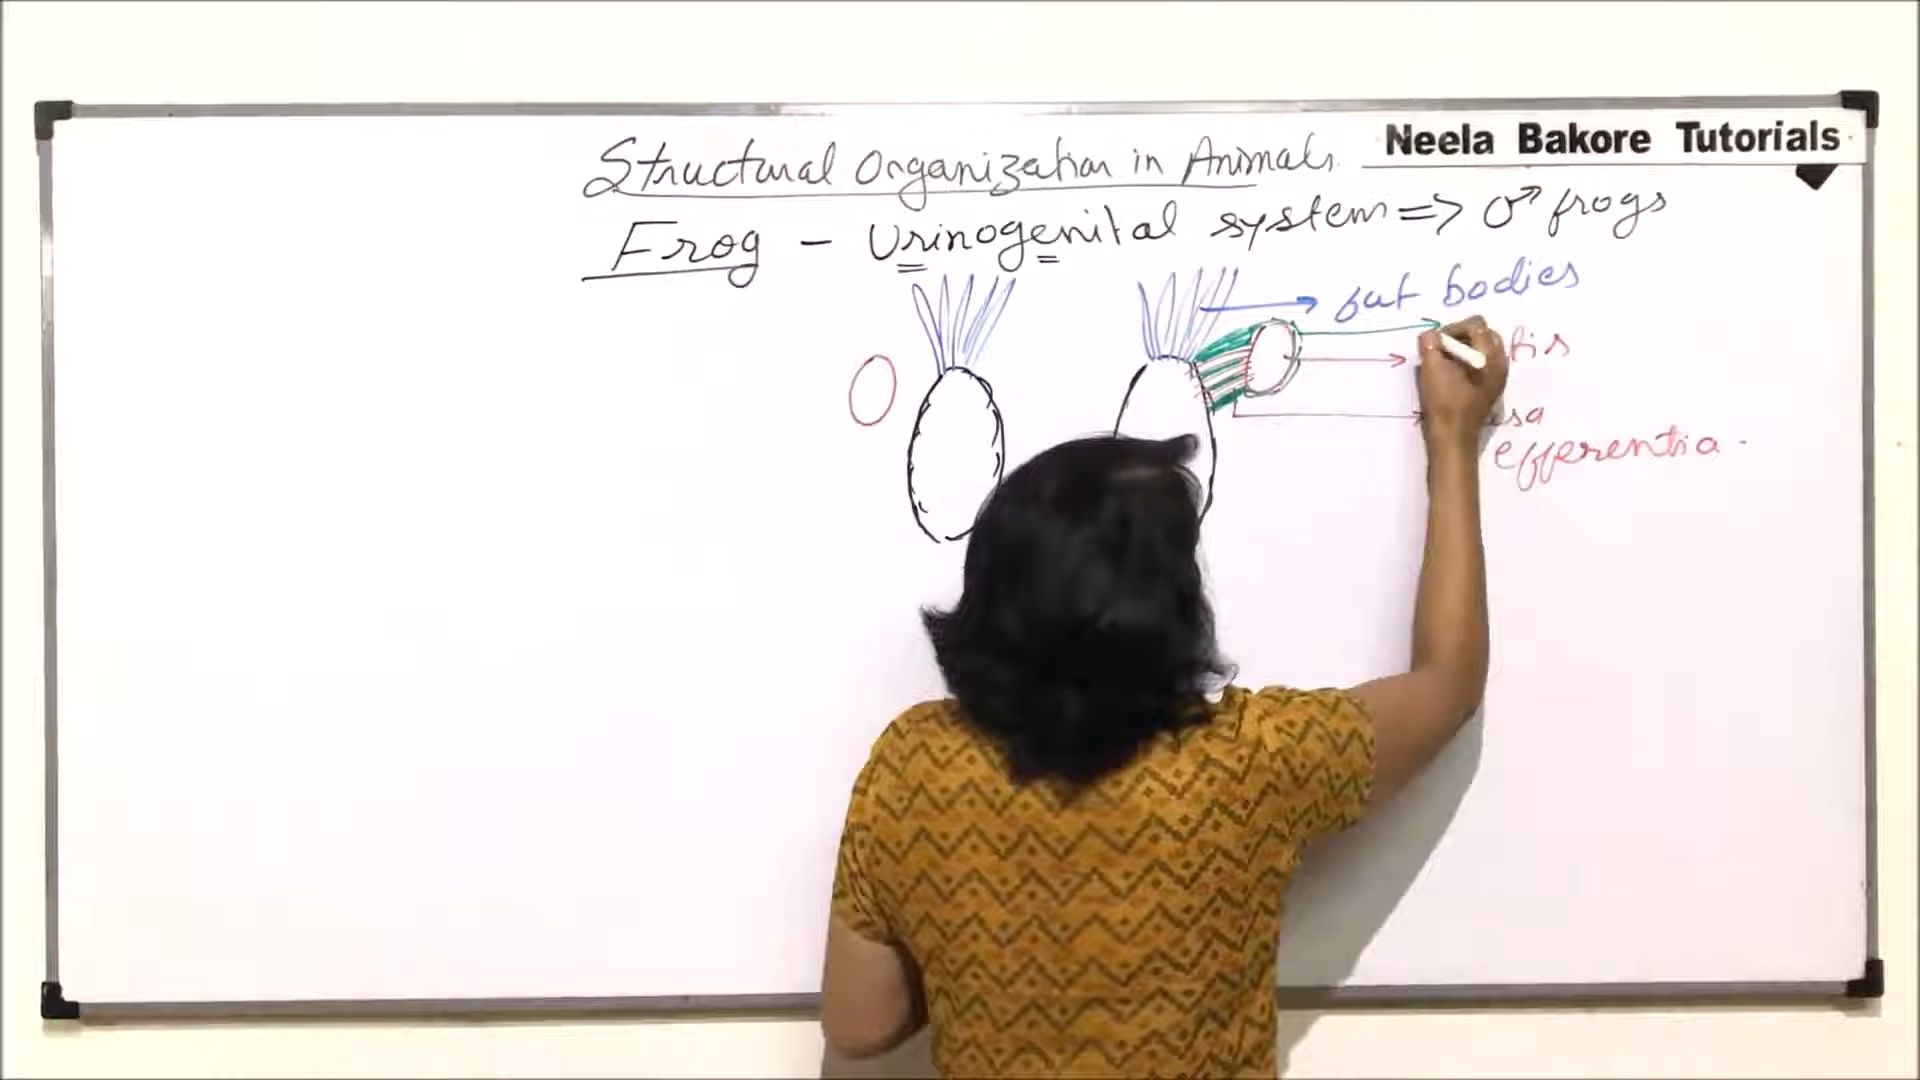 Structural Organization in Animals.
Neela Bakore Tutorials
Frog - Urinogenital system => ♂ frogs
fat bodies
efferentia.